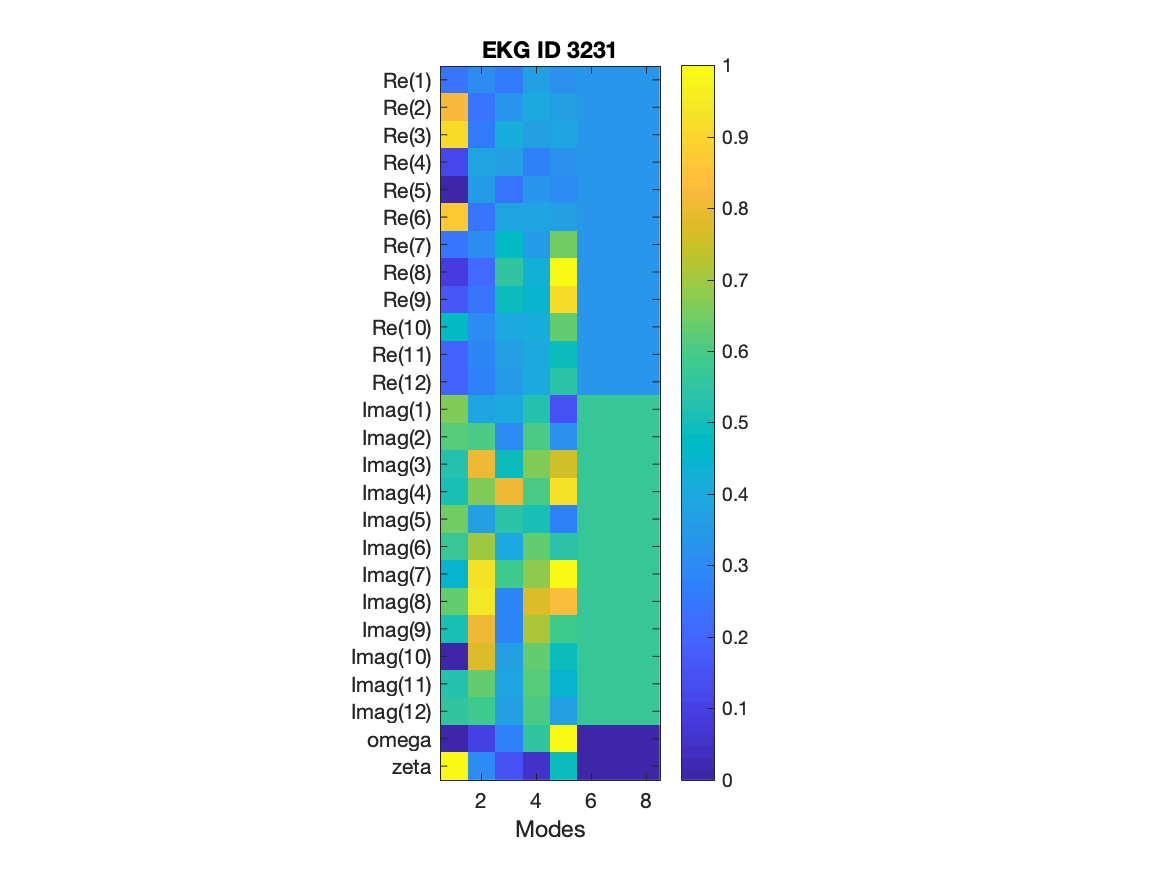 EKG ID 3231
Re(1)
Re(2)
Re(3)
Re(4)
Re(5)
Re(6)
Re(7)
Re(8)
Re(9)
Re(10)
Re(11)
Re(12)
Imag(1)
Imag(2)
Imag(3)
Imag(4)
Imag(5)
Imag(6)
Imag(7)
Imag(8)
Imag(9)
Imag(10)
Imag(11)
Imag(12)
omega
zeta
2 4 6 8
Modes
1
0.9
0.8
0.7
0.6
0.5
0.4
0.3
0.2
0.1
0